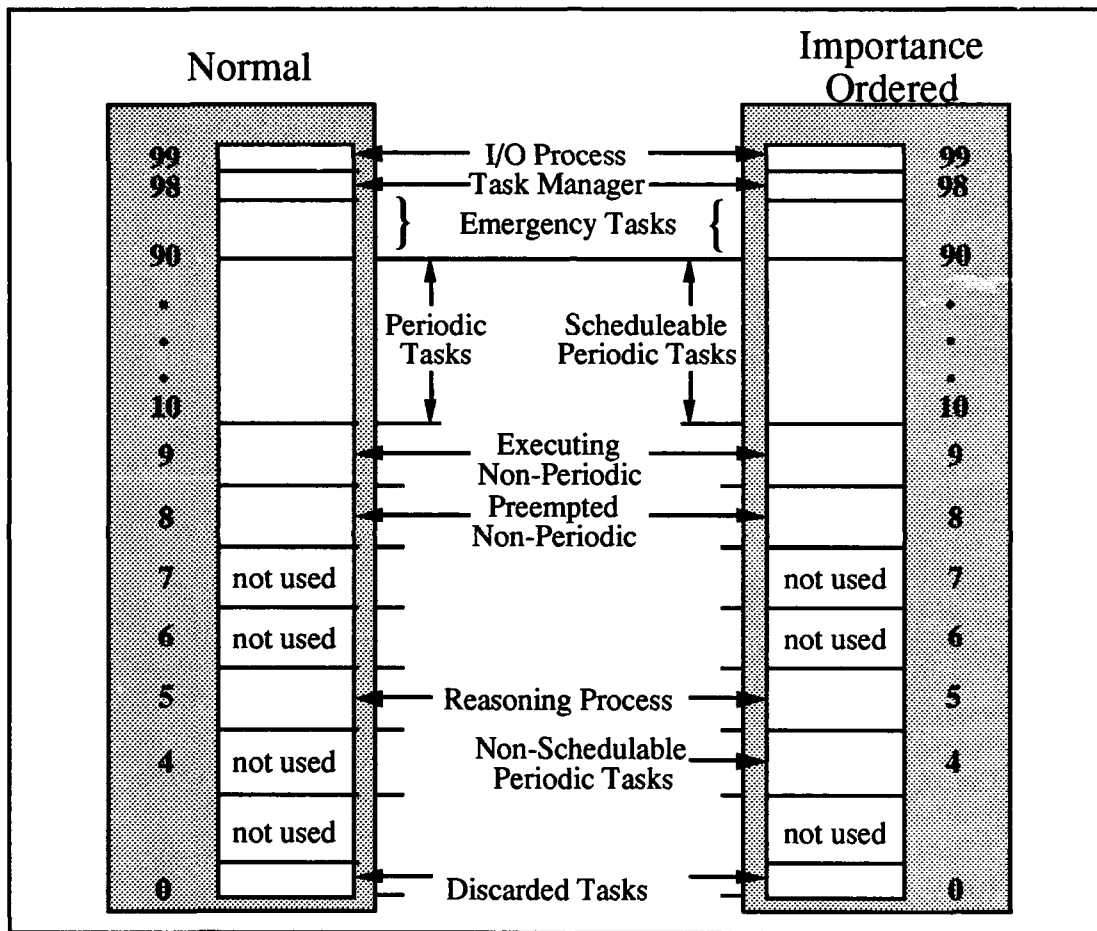 Normal
Importance
Ordered
99 I/O Process 99
98 Task Manager 98
} Emergency Tasks {
90 90
Periodic
Tasks
Scheduleable
Periodic Tasks
10 10
9 Executing
Non-Periodic 9
8 Preempted
Non-Periodic 8
7 not used not used 7
6 not used not used 6
5 Reasoning Process 5
4 not used Non-Schedulable
Periodic Tasks 4
not used not used
0 Discarded Tasks 0